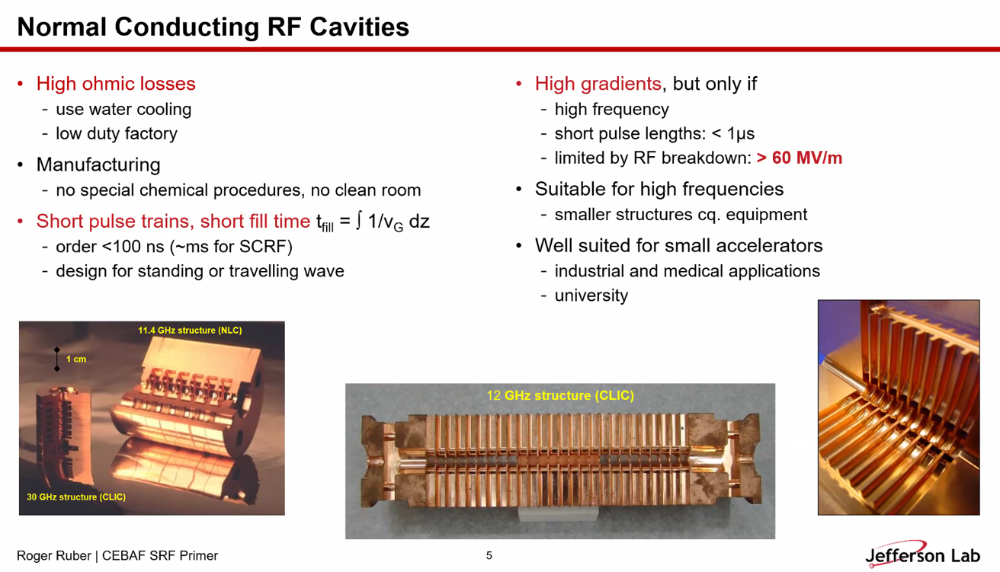 Normal Conducting RF Cavities
• High ohmic losses
- use water cooling
- low duty factory
• Manufacturing
- no special chemical procedures, no clean room
• Short pulse trains, short fill time tfill = ∫ 1/vG dz
- order <100 ns (~ms for SCRF)
- design for standing or travelling wave
• High gradients, but only if
- high frequency
- short pulse lengths: < 1µs
- limited by RF breakdown: > 60 MV/m
• Suitable for high frequencies
- smaller structures cq. equipment
• Well suited for small accelerators
- industrial and medical applications
- university
11.4 GHz structure (NLC)
1 cm
30 GHz structure (CLIC)
12 GHz structure (CLIC)
Roger Ruber | CEBAF SRF Primer
5
Jefferson Lab